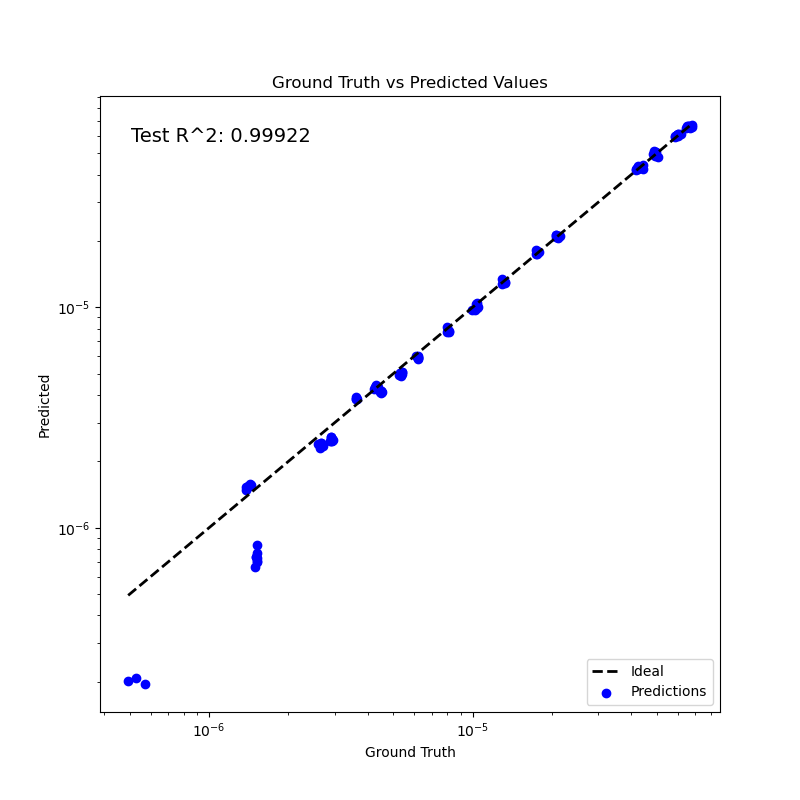 Ground Truth vs Predicted Values
Test R^2: 0.99922
Predicted
10⁻⁵
10⁻⁶
10⁻⁶
10⁻⁵
Ground Truth
Ideal
Predictions